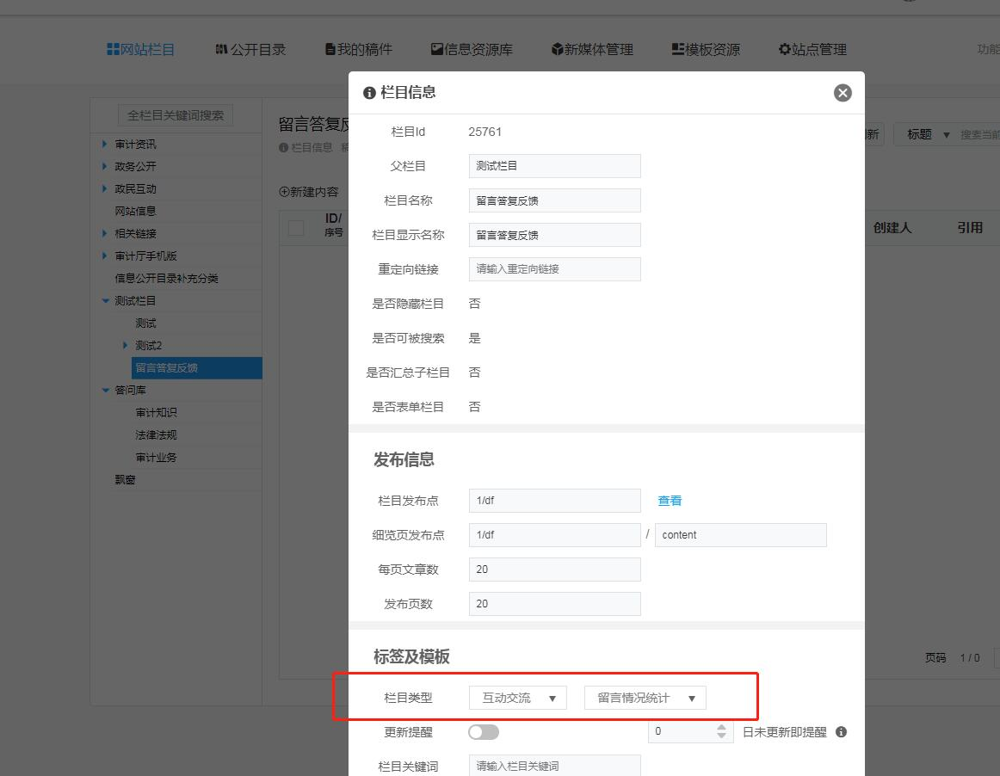 网站栏目 公开目录 我的稿件 信息资源库 新媒体管理 模板资源 站点管理 功能
栏目信息
全栏目关键词搜索
审计资讯
政务公开
政民互动
网站信息
相关链接
审计厅手机版
信息公开目录补充分类
测试栏目
测试
测试2
留言答复反馈
答问库
审计知识
法律法规
审计业务
飘窗
留言答复反
栏目信息 稿
新建内容
ID/
序号
栏目Id 25761
父栏目 测试栏目
栏目名称 留言答复反馈
栏目显示名称 留言答复反馈
重定向链接 请输入重定向链接
是否隐藏栏目 否
是否可被搜索 是
是否汇总子栏目 否
是否表单栏目 否
发布信息
栏目发布点 1/df 查看
细览页发布点 1/df / content
每页文章数 20
发布页数 20
标签及模板
栏目类型 互动交流 留言情况统计
更新提醒 0 日未更新即提醒
栏目关键词 请输入栏目关键词
新 标题 搜索当前
创建人 引用
页码 1 / 0